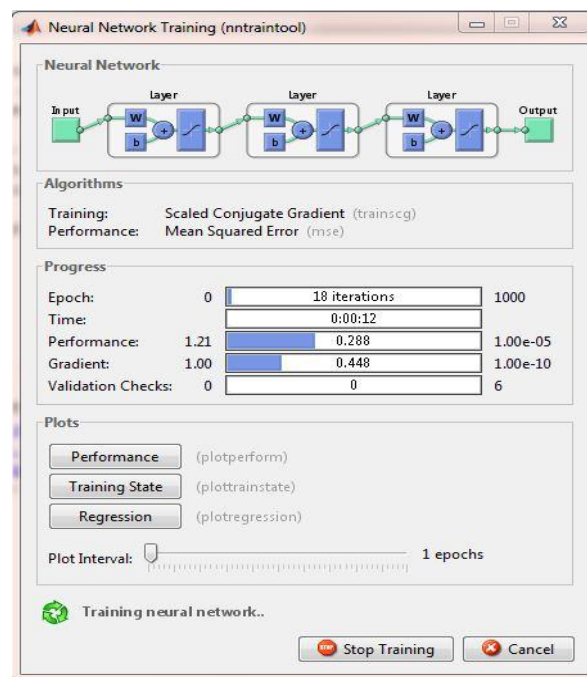 Neural Network Training (nntraintool)
Neural Network
Layer Layer Layer
Input Output
W W W
+ + +
b b b
Algorithms
Training: Scaled Conjugate Gradient (trainscg)
Performance: Mean Squared Error (mse)
Progress
Epoch: 0 18 iterations 1000
Time: 0:00:12
Performance: 1.21 0.288 1.00e-05
Gradient: 1.00 0.448 1.00e-10
Validation Checks: 0 0 6
Plots
Performance (plotperform)
Training State (plottrainstate)
Regression (plotregression)
Plot Interval: 1 epochs
Training neural network..
STOP Stop Training Cancel